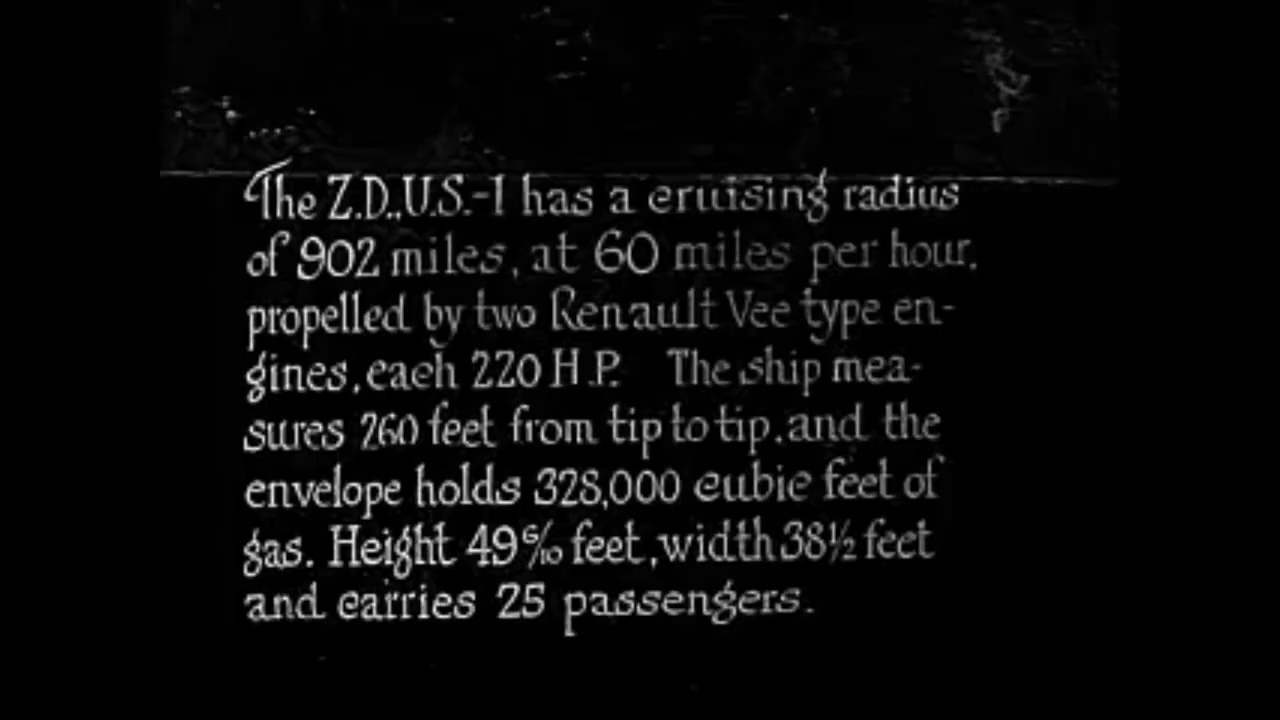 The Z.D.,U.S.-1 has a cruising radius
of 902 miles, at 60 miles per hour,
propelled by two Renault Vee type en-
gines, each 220 H.P. The ship mea-
sures 260 feet from tip to tip, and the
envelope holds 328,000 cubic feet of
gas. Height 49 6/10 feet, width 38½ feet
and carries 25 passengers.